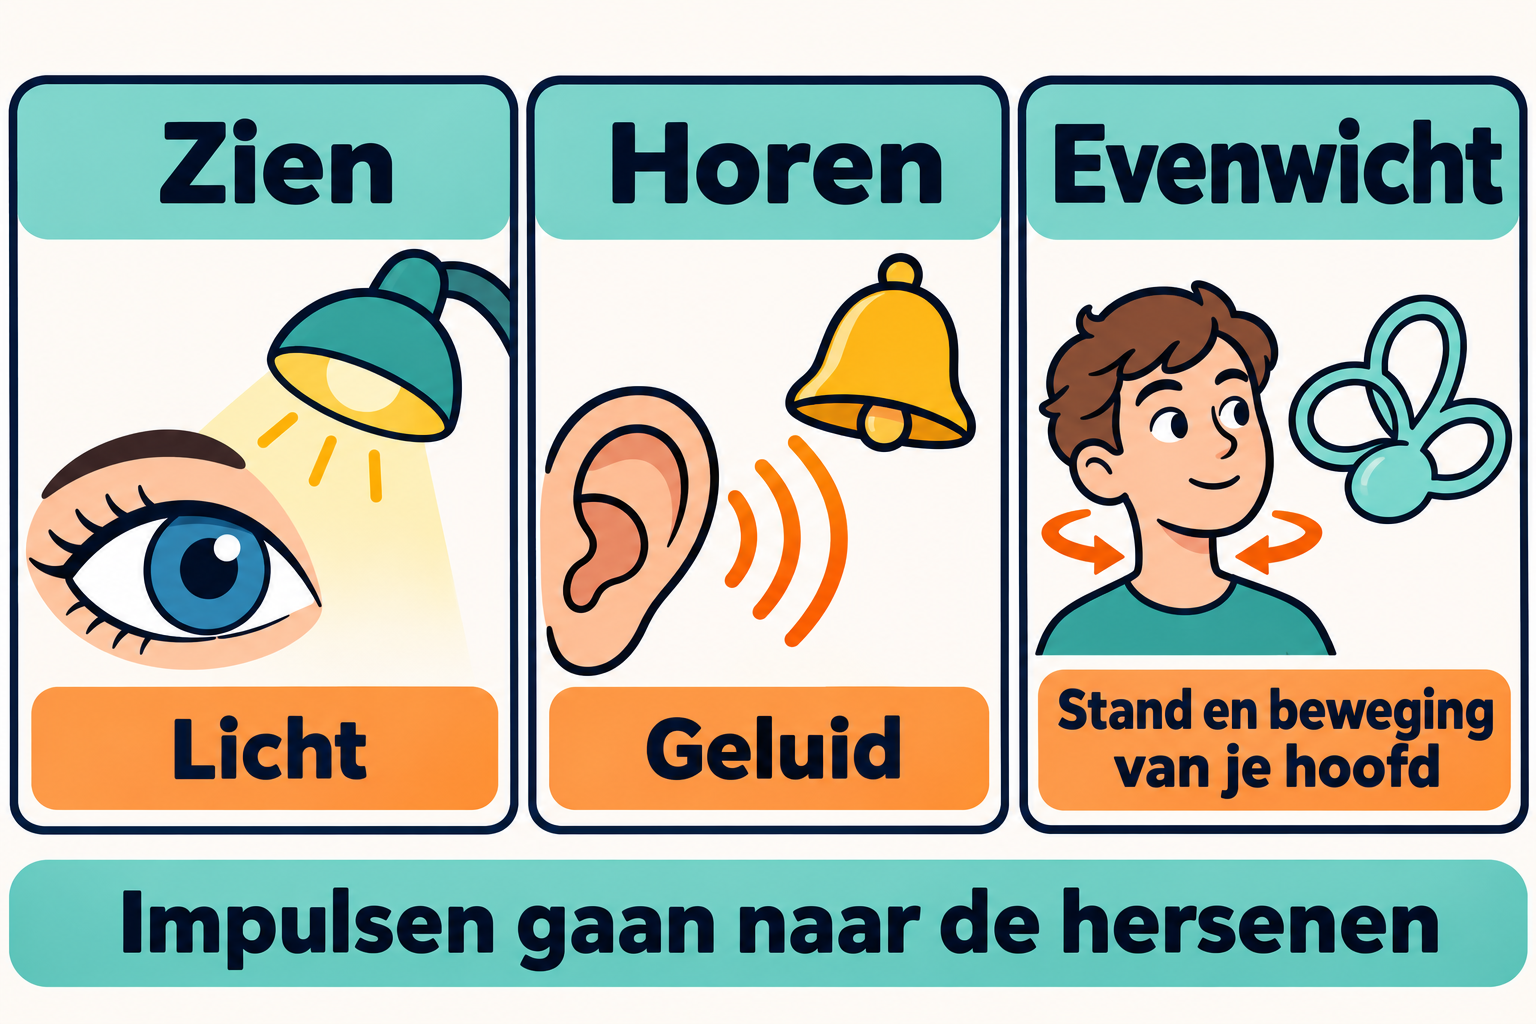 Zien
Horen
Evenwicht
Licht
Geluid
Stand en beweging
van je hoofd
Impulsen gaan naar de hersenen